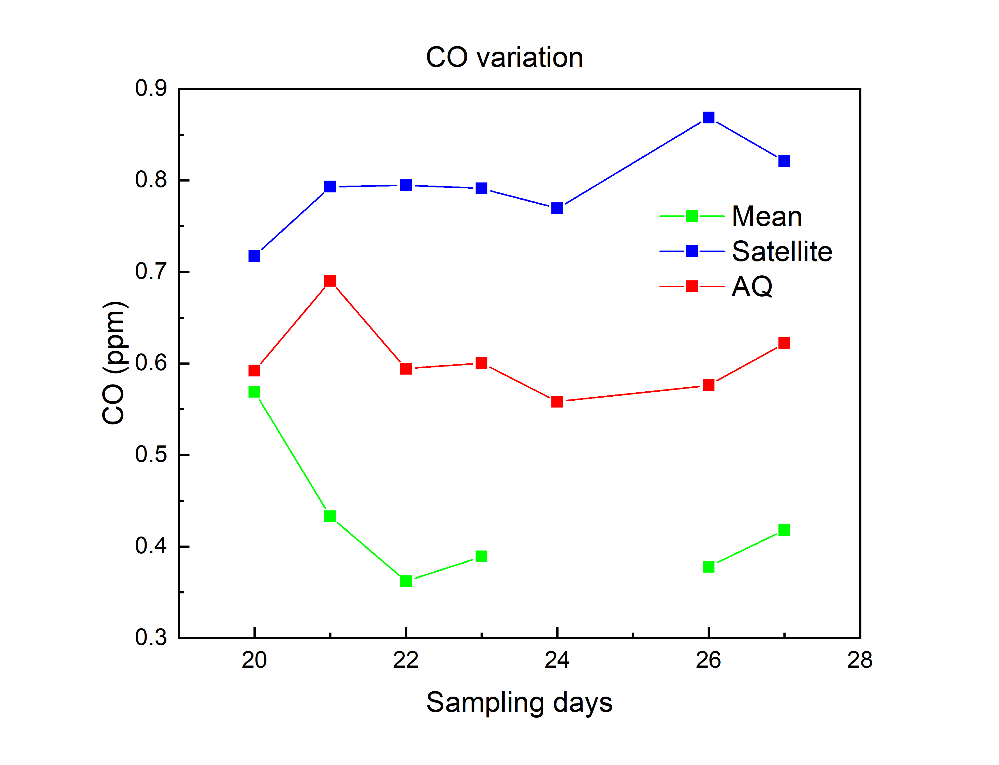 CO variation
0.9
0.8
0.7
0.6
0.5
0.4
0.3
CO (ppm)
Mean
Satellite
AQ
20 22 24 26 28
Sampling days